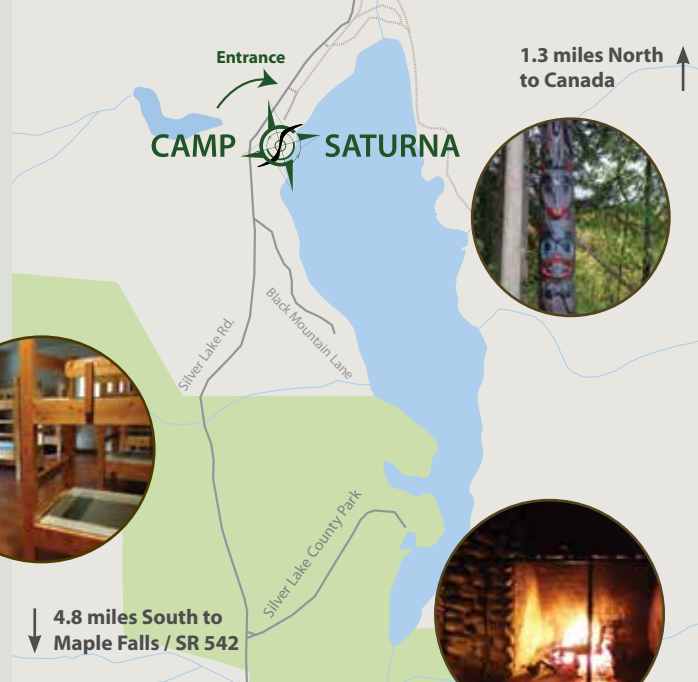 Entrance
1.3 miles North
to Canada
CAMP SATURNA
Silver Lake Rd.
Black Mountain Lane
Silver Lake County Park
4.8 miles South to
Maple Falls / SR 542